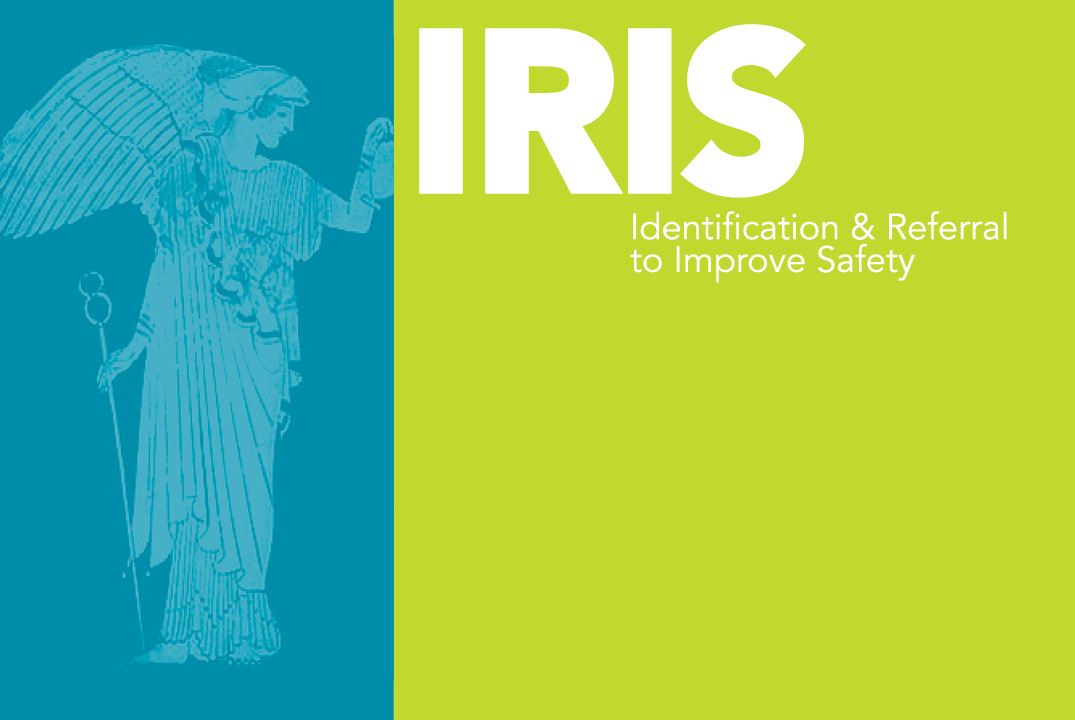 IRIS
Identification & Referral
to Improve Safety